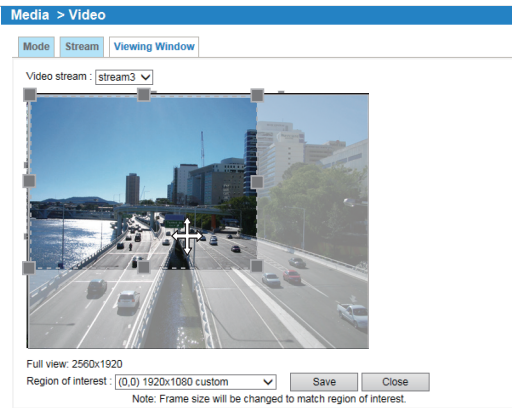 Media > Video
Mode Stream Viewing Window
Video stream : stream3
Full view: 2560x1920
Region of interest : (0,0) 1920x1080 custom Save Close
Note: Frame size will be changed to match region of interest.